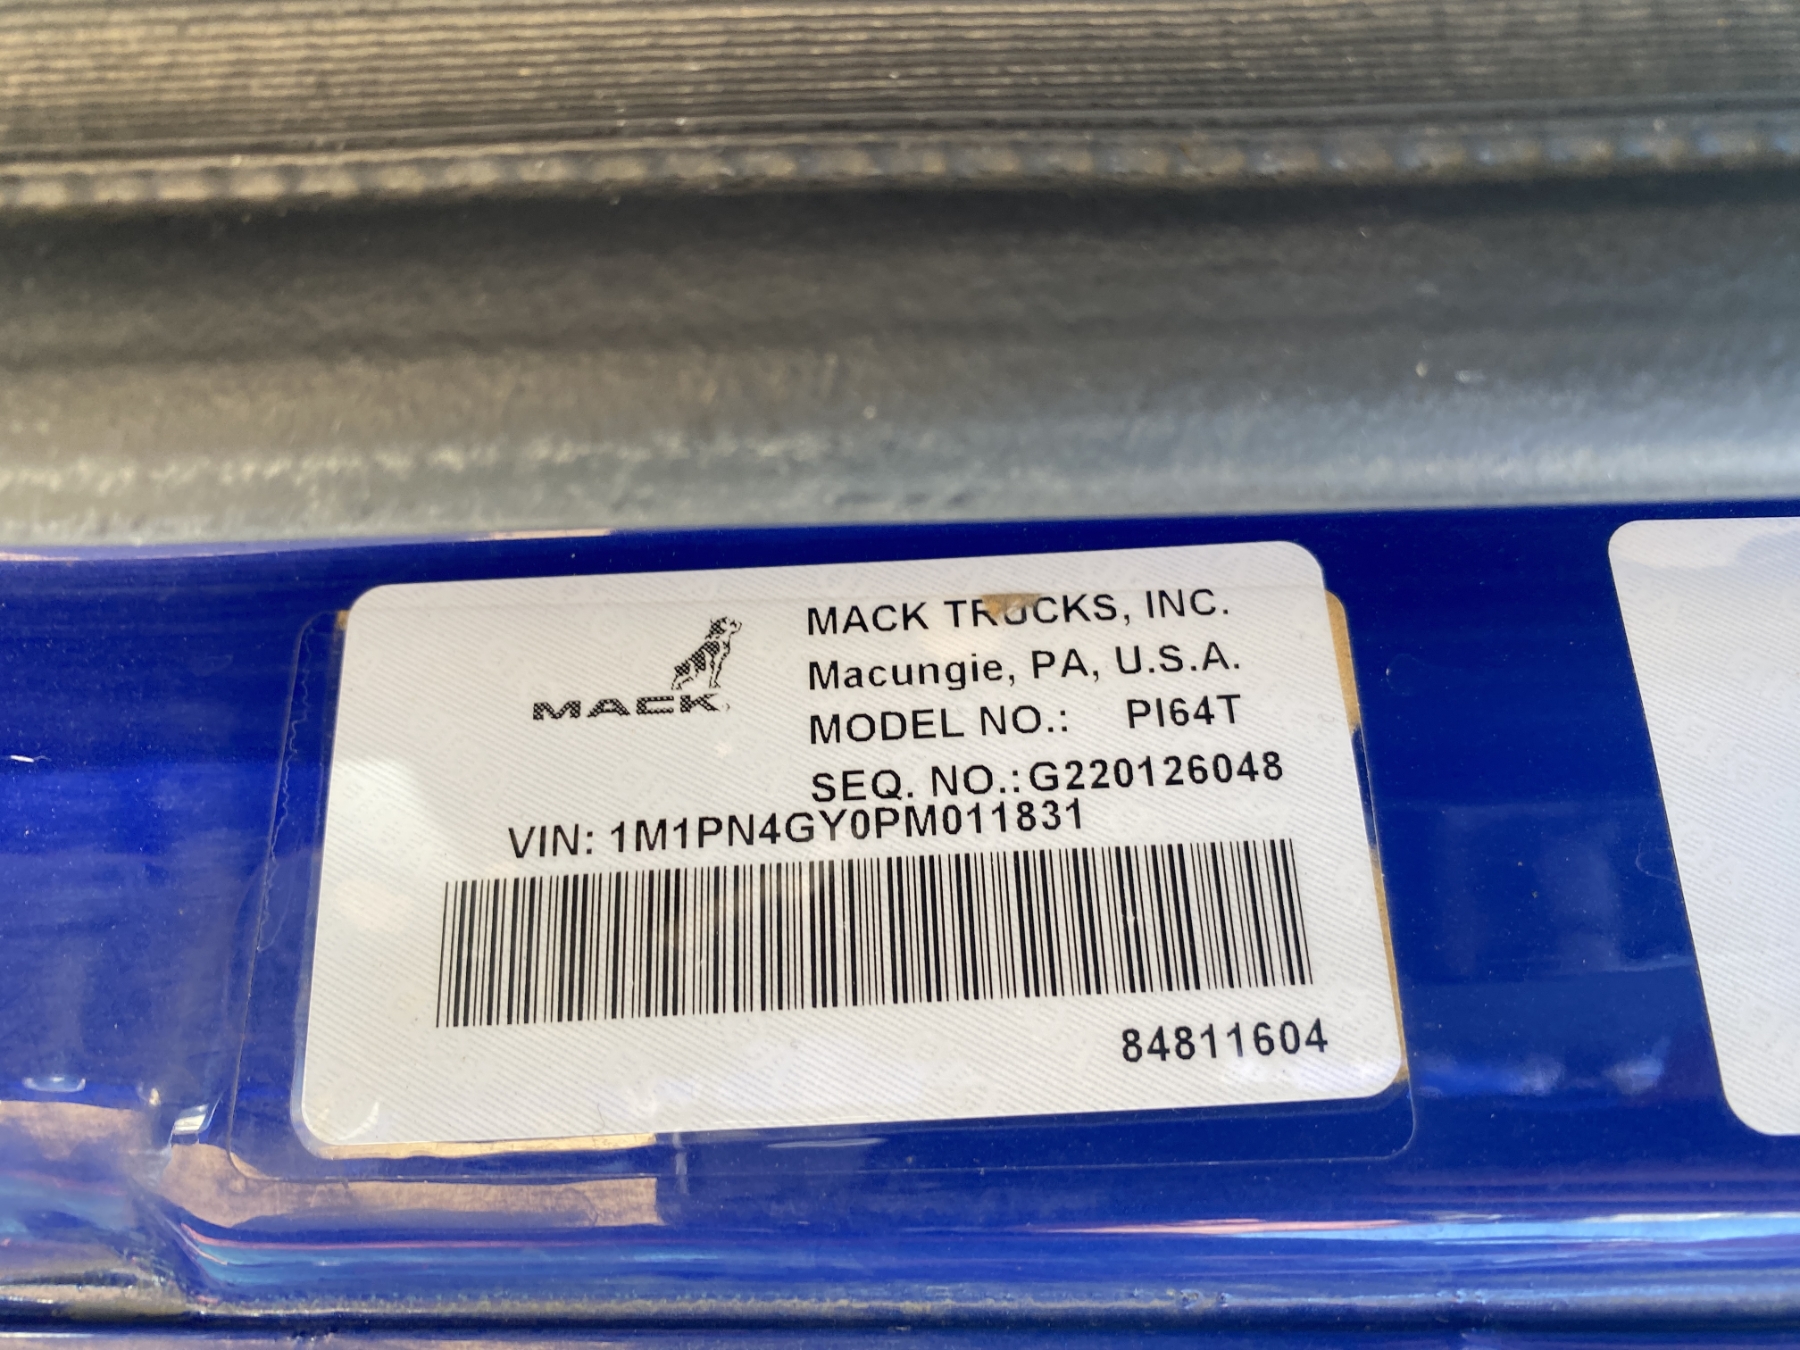 MACK
MACK TRUCKS, INC.
Macungie, PA, U.S.A.
MODEL NO.: PI64T
SEQ. NO.: G220126048
VIN: 1M1PN4GY0PM011831
84811604